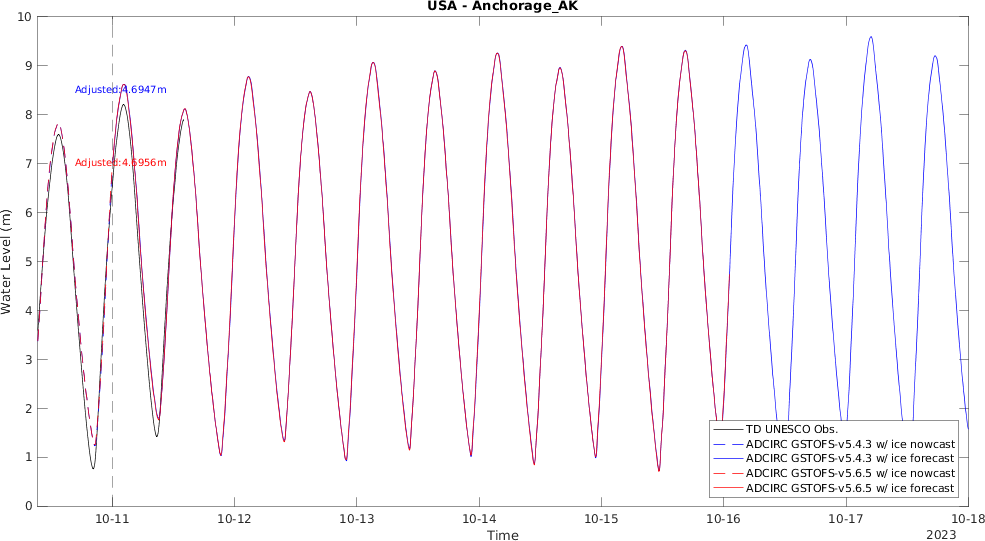 USA - Anchorage_AK
10
9
8
7
6
5
4
3
2
1
0
Water Level (m)
Adjusted:4.6947m
Adjusted:4.6956m
TD UNESCO Obs.
ADCIRC GSTOFS-v5.4.3 w/ ice nowcast
ADCIRC GSTOFS-v5.4.3 w/ ice forecast
ADCIRC GSTOFS-v5.6.5 w/ ice nowcast
ADCIRC GSTOFS-v5.6.5 w/ ice forecast
10-11 10-12 10-13 10-14 10-15 10-16 10-17 10-18
Time
2023